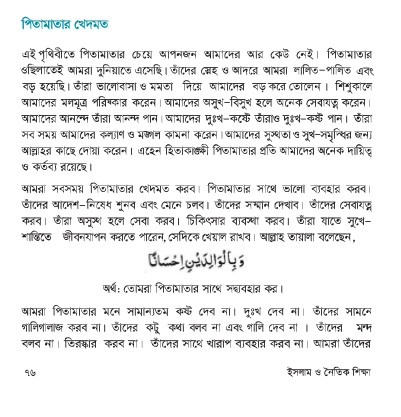 পিতামাতার খেদমত
এই পৃথিবীতে পিতামাতার চেয়ে আপনজন আমাদের আর কেউ নেই। পিতামাতার
ওছিলাতেই আমরা দুনিয়াতে এসেছি। তাঁদের স্নেহ ও আদরে আমরা লালিত-পালিত এবং
বড় হয়েছি। তাঁরা ভালোবাসা ও মমতা দিয়ে আমাদের বড় করে তোলেন। শিশুকালে
আমাদের মলমূত্র পরিষ্কার করেন। আমাদের অসুখ-বিসুখ হলে অনেক সেবাযত্ন করেন।
আমাদের আনন্দে তাঁরা আনন্দ পান। আমাদের দুঃখ-কষ্টে তাঁরাও দুঃখ-কষ্ট পান। তাঁরা
সব সময় আমাদের কল্যাণ ও মঙ্গল কামনা করেন। আমাদের সুস্থতা ও সুখ-সমৃদ্ধির জন্য
আল্লাহর কাছে দোয়া করেন। এহেন হিতাকাঙ্ক্ষী পিতামাতার প্রতি আমাদের অনেক দায়িত্ব
ও কর্তব্য রয়েছে।
আমরা সবসময় পিতামাতার খেদমত করব। পিতামাতার সাথে ভালো ব্যবহার করব।
তাঁদের আদেশ-নিষেধ শুনব এবং মেনে চলব। তাঁদের সম্মান দেখাব। তাঁদের সেবাযত্ন
করব। তাঁরা অসুস্থ হলে সেবা করব। চিকিৎসার ব্যবস্থা করব। তাঁরা যাতে সুখে-
শান্তিতে জীবনযাপন করতে পারেন, সেদিকে খেয়াল রাখব। আল্লাহ তায়ালা বলেছেন,
وَبِالْوَالِدَيْنِ اِحْسَانًا
অর্থ: তোমরা পিতামাতার সাথে সদ্ব্যবহার কর।
আমরা পিতামাতার মনে সামান্যতম কষ্ট দেব না। দুঃখ দেব না। তাঁদের সামনে
গালিগালাজ করব না। তাঁদের কটু কথা বলব না এবং গালি দেব না । তাঁদের মন্দ
বলব না। তিরস্কার করব না। তাঁদের সাথে খারাপ ব্যবহার করব না। আমরা তাঁদের
৭৬
ইসলাম ও নৈতিক শিক্ষা